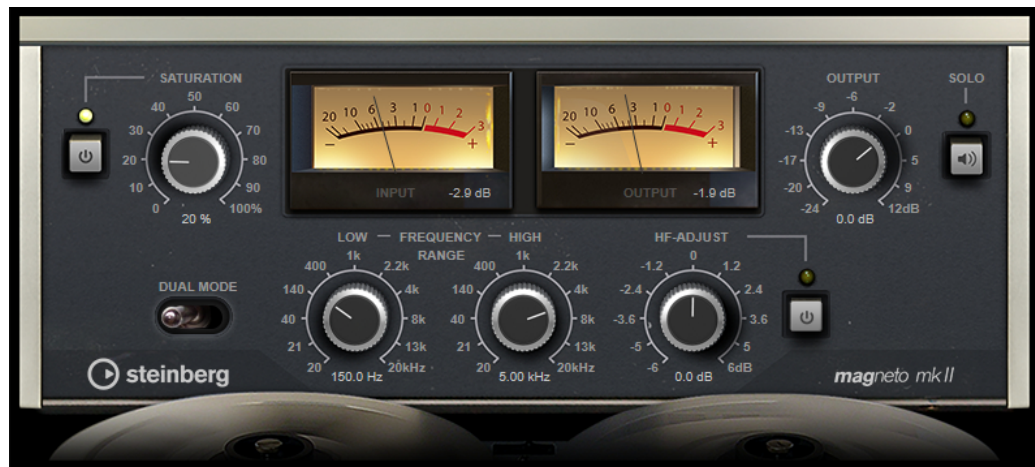 SATURATION
0 10 20 30 40 50 60 70 80 90 100%
20 %
20 10 6 3 1 0 1 2 3
- +
INPUT -2.9 dB
20 10 6 3 1 0 1 2 3
- +
OUTPUT -1.9 dB
OUTPUT
-24 -20 -17 -13 -9 -6 -2 0 5 9 12dB
0.0 dB
SOLO
DUAL MODE
LOW — FREQUENCY — HIGH
RANGE
20 21 40 140 400 1k 2.2k 4k 8k 13k 20kHz
150.0 Hz
20 21 40 140 400 1k 2.2k 4k 8k 13k 20kHz
5.00 kHz
HF-ADJUST
-6 -5 -3.6 -2.4 -1.2 0 1.2 2.4 3.6 5 6dB
0.0 dB
steinberg
magneto mkII